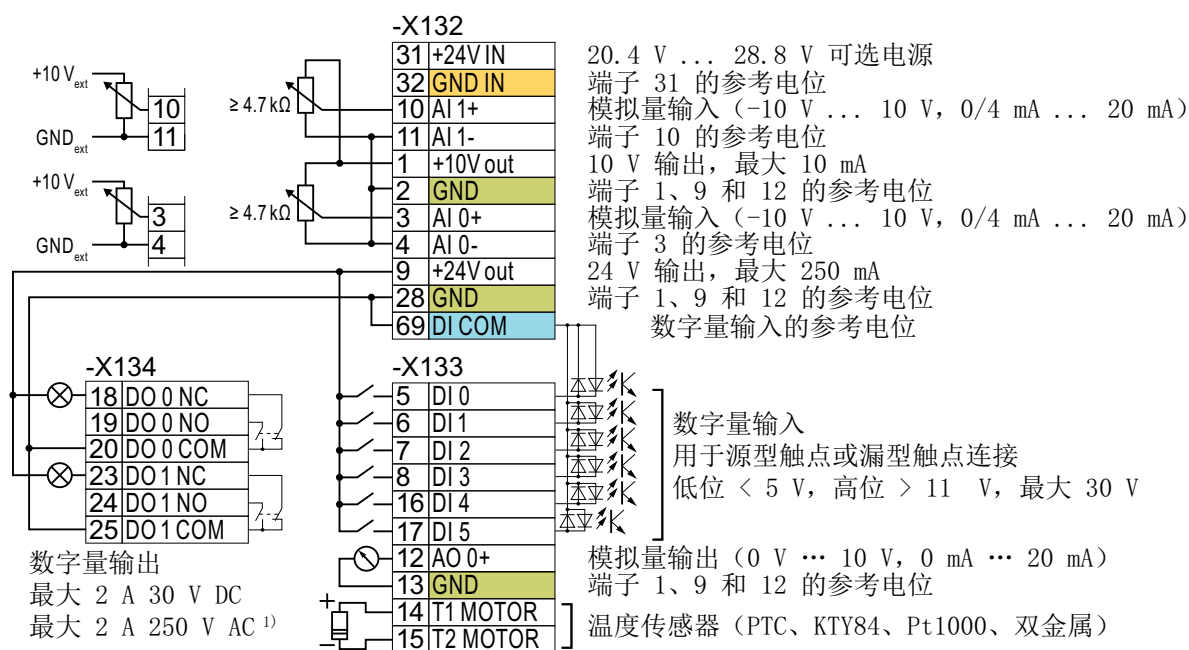 -X132
31 +24V IN 20.4 V ... 28.8 V 可选电源
32 GND IN 端子 31 的参考电位
10 AI 1+ 模拟量输入（-10 V ... 10 V，0/4 mA ... 20 mA）
11 AI 1- 端子 10 的参考电位
1 +10V out 10 V 输出，最大 10 mA
2 GND 端子 1、9 和 12 的参考电位
3 AI 0+ 模拟量输入（-10 V ... 10 V，0/4 mA ... 20 mA）
4 AI 0- 端子 3 的参考电位
9 +24V out 24 V 输出，最大 250 mA
28 GND 端子 1、9 和 12 的参考电位
69 DI COM 数字量输入的参考电位
+10 Vext
10
GNDext 11
≥ 4.7 kΩ
+10 Vext
3
GNDext 4
≥ 4.7 kΩ
-X134
18 DO 0 NC
19 DO 0 NO
20 DO 0 COM
23 DO 1 NC
24 DO 1 NO
25 DO 1 COM
数字量输出
最大 2 A 30 V DC
最大 2 A 250 V AC 1)
-X133
5 DI 0
6 DI 1
7 DI 2
8 DI 3
16 DI 4
17 DI 5
数字量输入
用于源型触点或漏型触点连接
低位 < 5 V，高位 > 11 V，最大 30 V
12 AO 0+ 模拟量输出（0 V … 10 V，0 mA … 20 mA）
13 GND 端子 1、9 和 12 的参考电位
+ 14 T1 MOTOR
− 15 T2 MOTOR
温度传感器（PTC、KTY84、Pt1000、双金属）